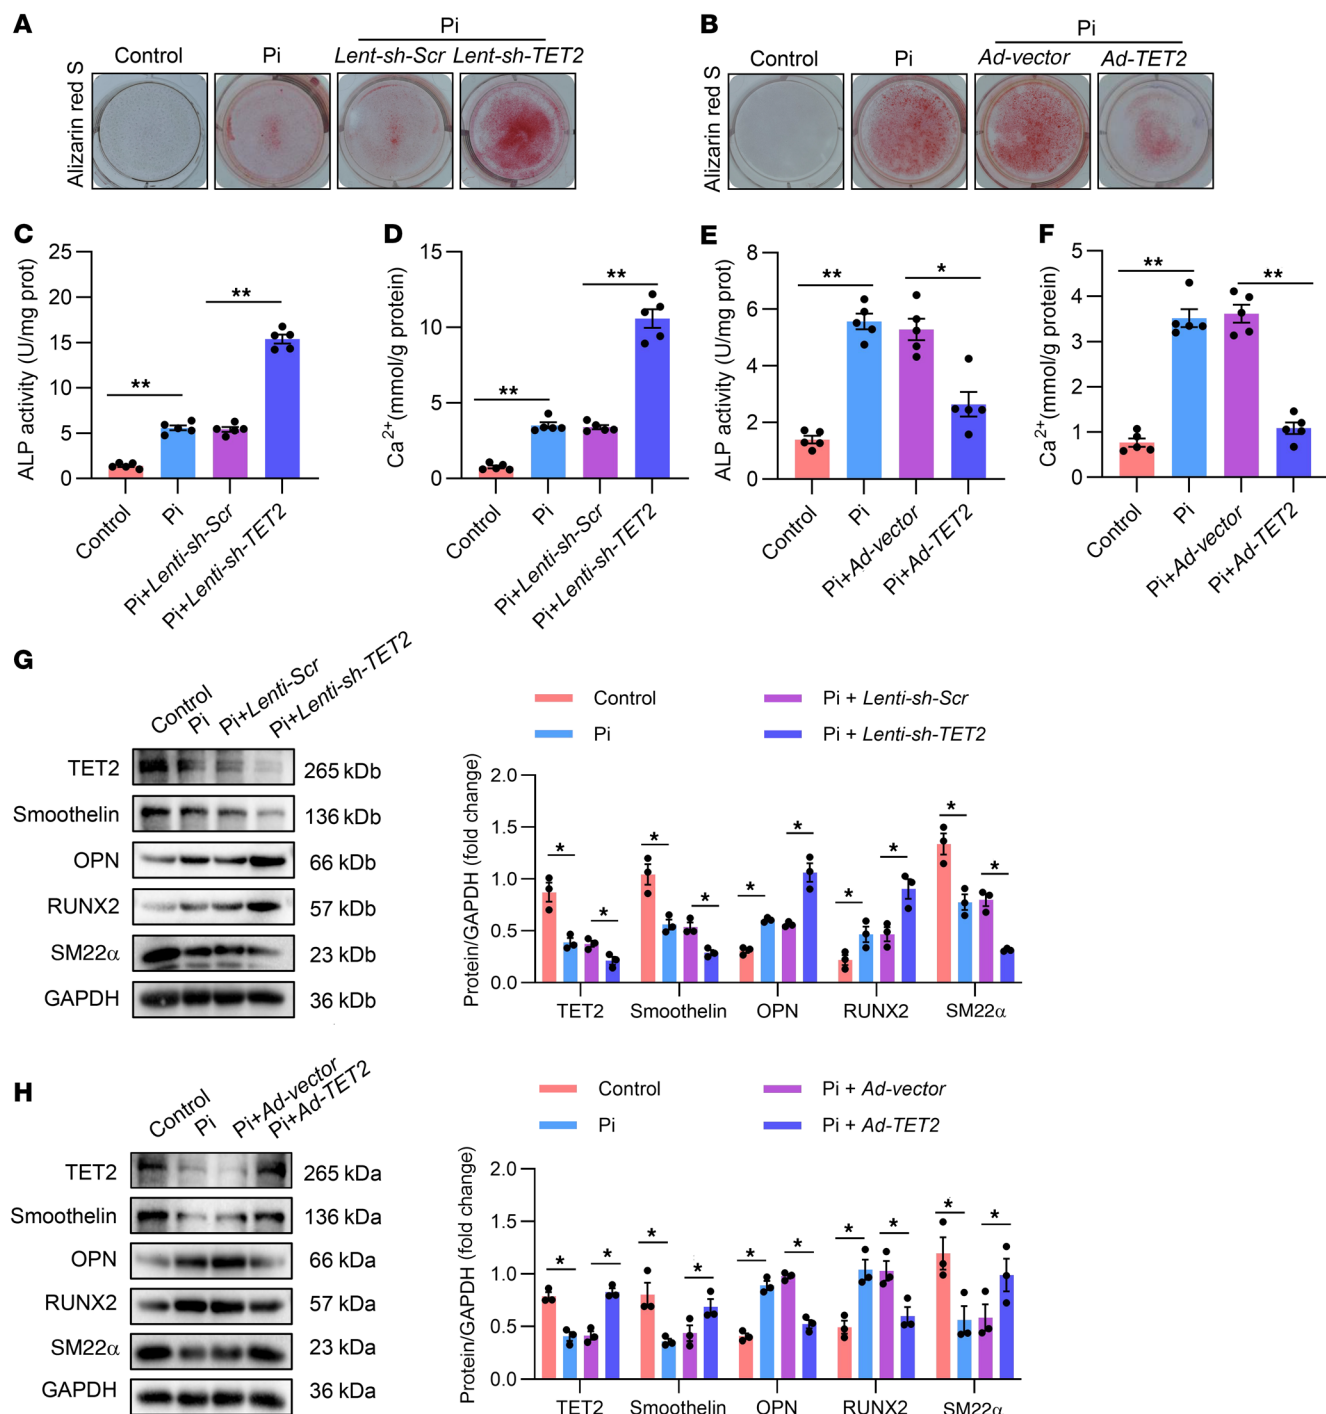 A
Pi
Control Pi Lent-sh-Scr Lent-sh-TET2
Alizarin red S
B
Pi
Control Pi Ad-vector Ad-TET2
Alizarin red S
C
ALP activity (U/mg prot)
25
20
15
10
5
0
** **
Control
Pi
Pi+Lenti-sh-Scr
Pi+Lenti-sh-TET2
D
Ca2+(mmol/g protein)
15
10
5
0
** **
Control
Pi
Pi+Lenti-sh-Scr
Pi+Lenti-sh-TET2
E
ALP activity (U/mg prot)
8
6
4
2
0
** *
Control
Pi
Pi+Ad-vector
Pi+Ad-TET2
F
Ca2+(mmol/g protein)
5
4
3
2
1
0
** **
Control
Pi
Pi+Ad-vector
Pi+Ad-TET2
G
Control
Pi
Pi+Lenti-Scr
Pi+Lenti-sh-TET2
TET2 265 kDb
Smoothelin 136 kDb
OPN 66 kDb
RUNX2 57 kDb
SM22α 23 kDb
GAPDH 36 kDb
Control
Pi
Pi + Lenti-sh-Scr
Pi + Lenti-sh-TET2
Protein/GAPDH (fold change)
2.0
1.5
1.0
0.5
0.0
* * * * * * * * * *
TET2 Smoothelin OPN RUNX2 SM22α
H
Control
Pi
Pi+Ad-vector
Pi+Ad-TET2
TET2 265 kDa
Smoothelin 136 kDa
OPN 66 kDa
RUNX2 57 kDa
SM22α 23 kDa
GAPDH 36 kDa
Control
Pi
Pi + Ad-vector
Pi + Ad-TET2
Protein/GAPDH (fold change)
2.0
1.5
1.0
0.5
0.0
* * * * * * * * * *
TET2 Smoothelin OPN RUNX2 SM22α